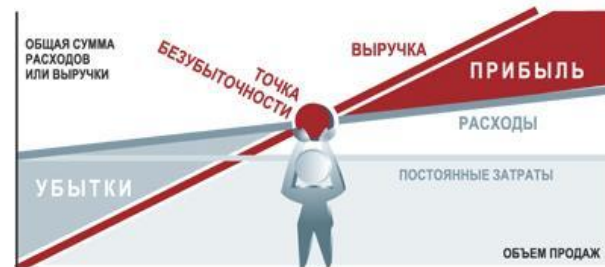 ОБЩАЯ СУММА
РАСХОДОВ
ИЛИ ВЫРУЧКИ
ТОЧКА
БЕЗУБЫТОЧНОСТИ
ВЫРУЧКА
ПРИБЫЛЬ
РАСХОДЫ
УБЫТКИ
ПОСТОЯННЫЕ ЗАТРАТЫ
ОБЪЕМ ПРОДАЖ